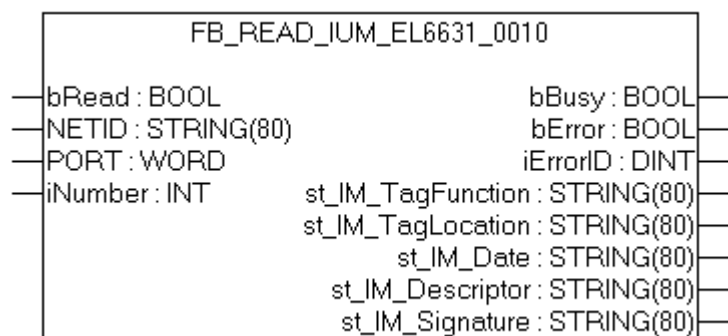 FB_READ_IUM_EL6631_0010
bRead : BOOL bBusy : BOOL
NETID : STRING(80) bError : BOOL
PORT : WORD iErrorID : DINT
iNumber : INT st_IM_TagFunction : STRING(80)
st_IM_TagLocation : STRING(80)
st_IM_Date : STRING(80)
st_IM_Descriptor : STRING(80)
st_IM_Signature : STRING(80)